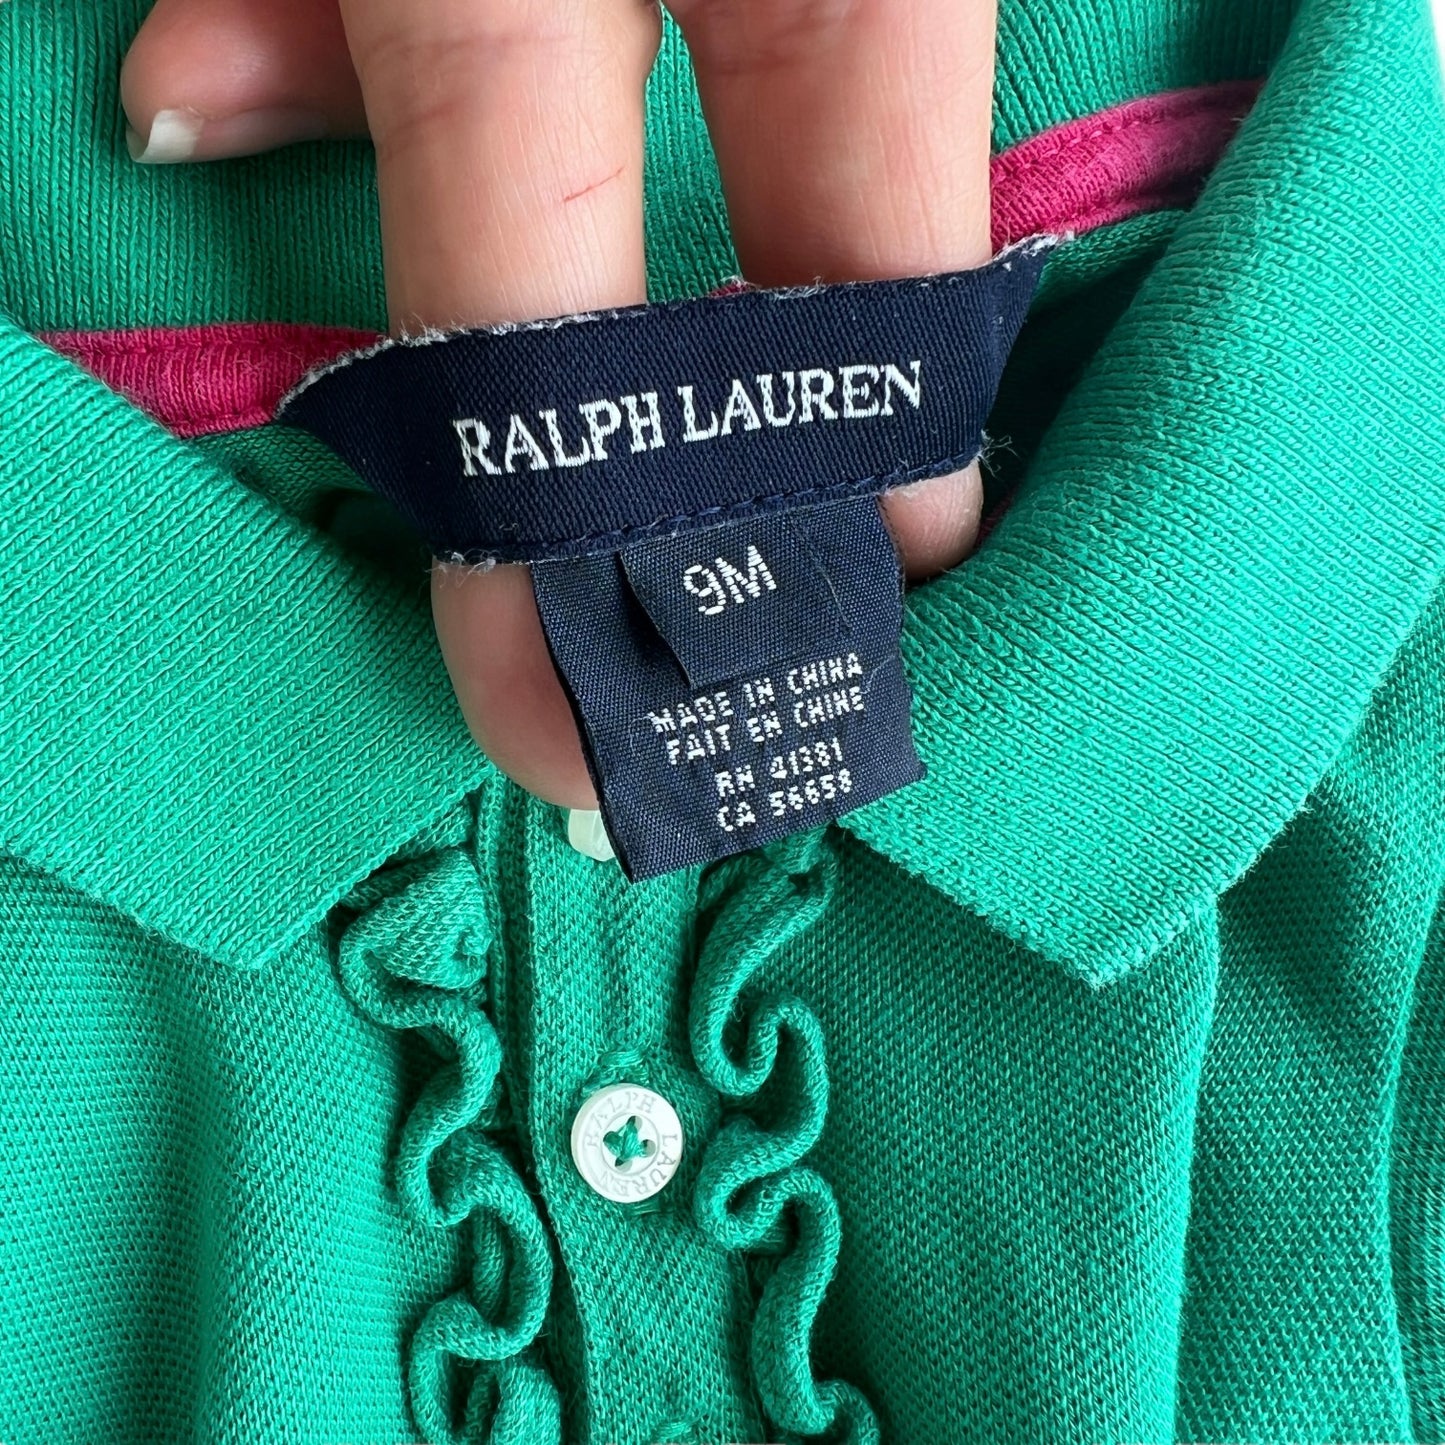 RALPH LAUREN
9M
MADE IN CHINA
FAIT EN CHINE
RN 41381
CA 56658
RALPH LAUREN